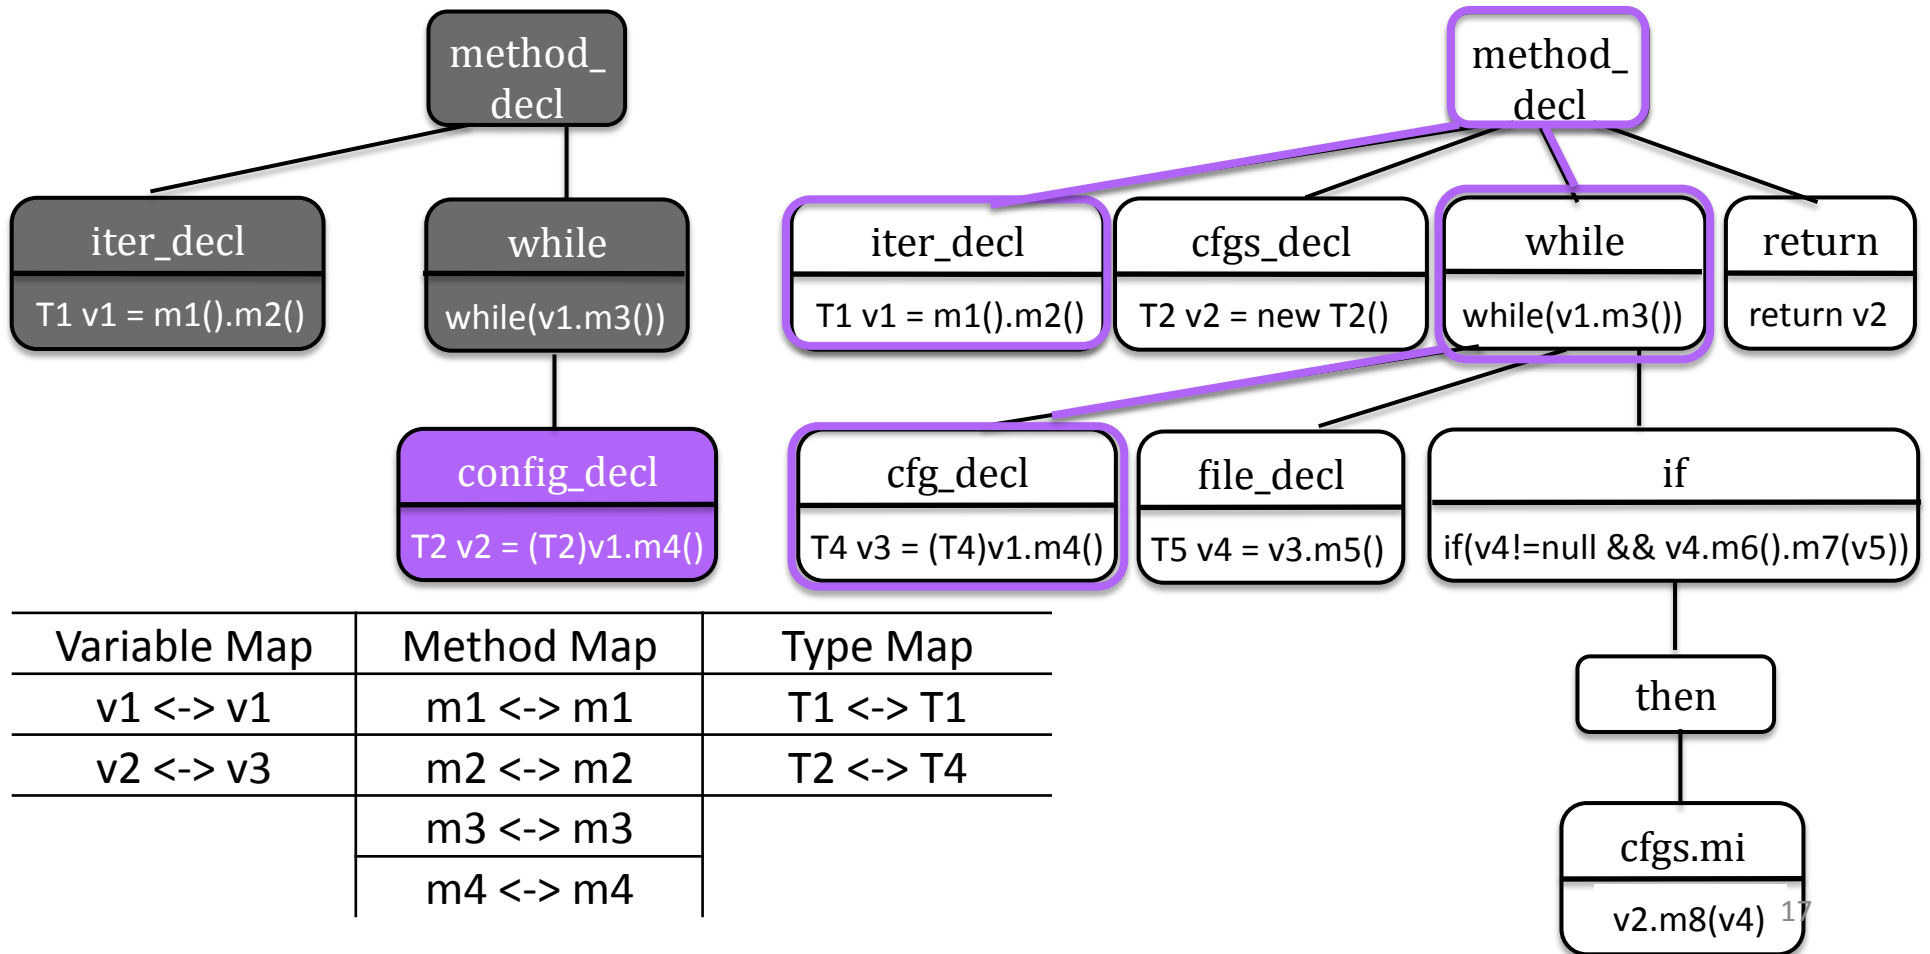 method_
decl
iter_decl
T1 v1 = m1().m2()
while
while(v1.m3())
config_decl
T2 v2 = (T2)v1.m4()
method_
decl
iter_decl
T1 v1 = m1().m2()
cfgs_decl
T2 v2 = new T2()
while
while(v1.m3())
return
return v2
cfg_decl
T4 v3 = (T4)v1.m4()
file_decl
T5 v4 = v3.m5()
if
if(v4!=null && v4.m6().m7(v5))
then
cfgs.mi
v2.m8(v4)
Variable Map Method Map Type Map
v1 <-> v1 m1 <-> m1 T1 <-> T1
v2 <-> v3 m2 <-> m2 T2 <-> T4
m3 <-> m3
m4 <-> m4
17